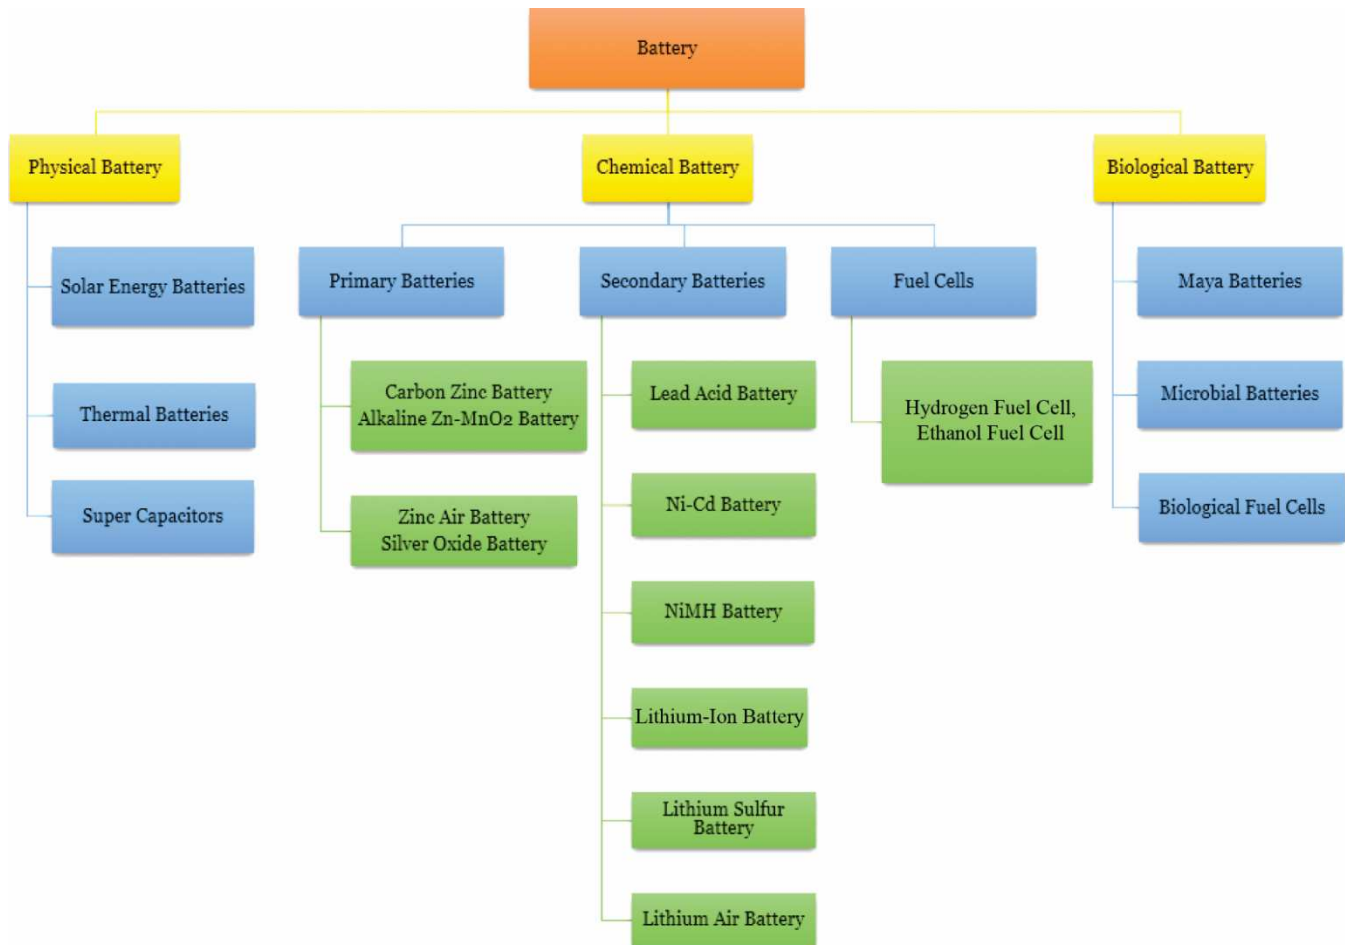 Battery
Physical Battery
Chemical Battery
Biological Battery
Solar Energy Batteries
Primary Batteries
Secondary Batteries
Fuel Cells
Maya Batteries
Thermal Batteries
Carbon Zinc Battery
Alkaline Zn-MnO2 Battery
Lead Acid Battery
Hydrogen Fuel Cell,
Ethanol Fuel Cell
Microbial Batteries
Super Capacitors
Zinc Air Battery
Silver Oxide Battery
Ni-Cd Battery
Biological Fuel Cells
NiMH Battery
Lithium-Ion Battery
Lithium Sulfur
Battery
Lithium Air Battery